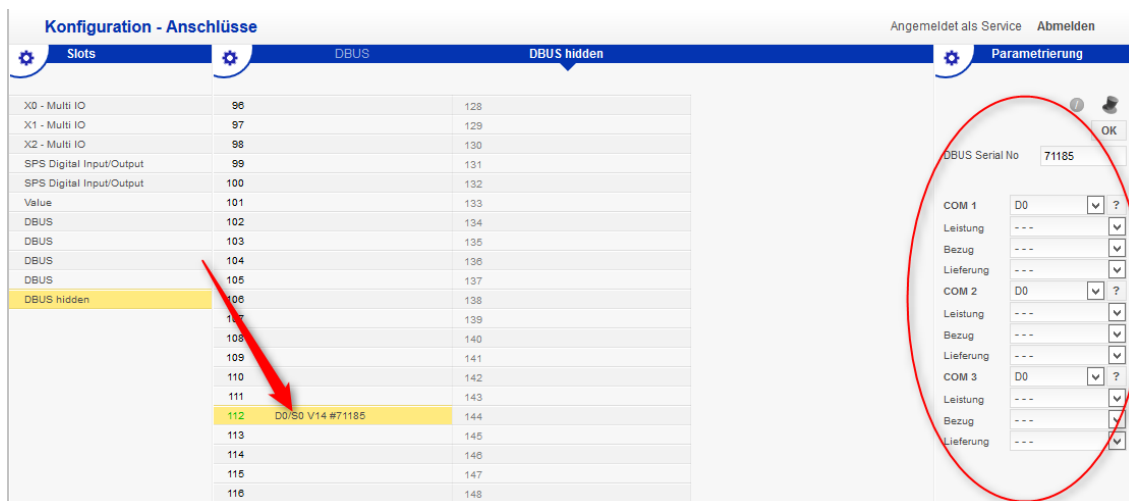 Konfiguration - Anschlüsse
Angemeldet als Service Abmelden
Slots
DBUS
DBUS hidden
Parametrierung
X0 - Multi IO
X1 - Multi IO
X2 - Multi IO
SPS Digital Input/Output
SPS Digital Input/Output
Value
DBUS
DBUS
DBUS
DBUS
DBUS hidden
96
97
98
99
100
101
102
103
104
105
106
107
108
109
110
111
112 D0/S0 V14 #71185
113
114
115
116
128
129
130
131
132
133
134
135
136
137
138
139
140
141
142
143
144
145
146
147
148
OK
DBUS Serial No 71185
COM 1 D0 ?
Leistung - - -
Bezug - - -
Lieferung - - -
COM 2 D0 ?
Leistung - - -
Bezug - - -
Lieferung - - -
COM 3 D0 ?
Leistung - - -
Bezug - - -
Lieferung - - -